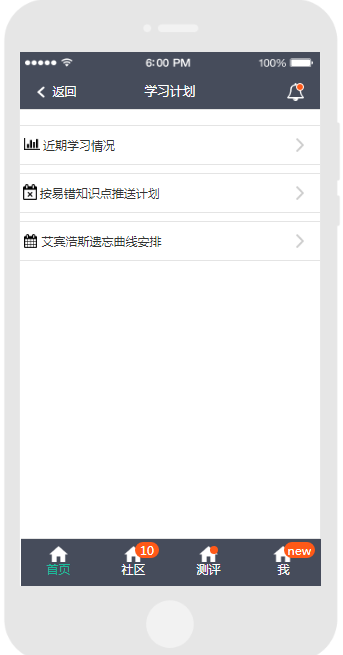 6:00 PM 100%
返回 学习计划
近期学习情况
按易错知识点推送计划
艾宾浩斯遗忘曲线安排
10 new
首页 社区 测评 我